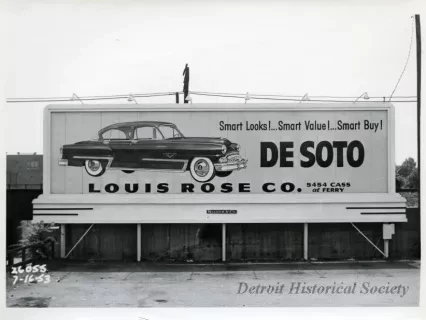 Smart Looks!...Smart Value!...Smart Buy!
DE SOTO
LOUIS ROSE CO. 5454 CASS
at FERRY
7-16-53
Detroit Historical Society